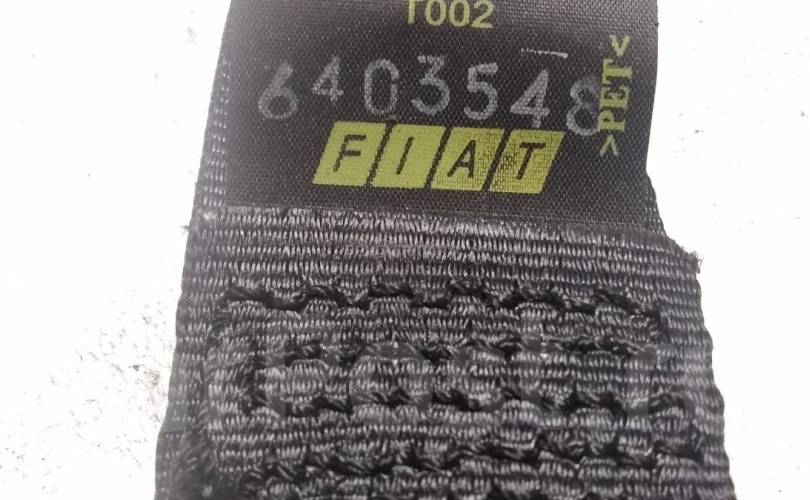 T002
6403548
>PET<
FIAT